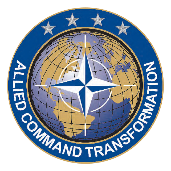 ALLIED COMMAND TRANSFORMATION